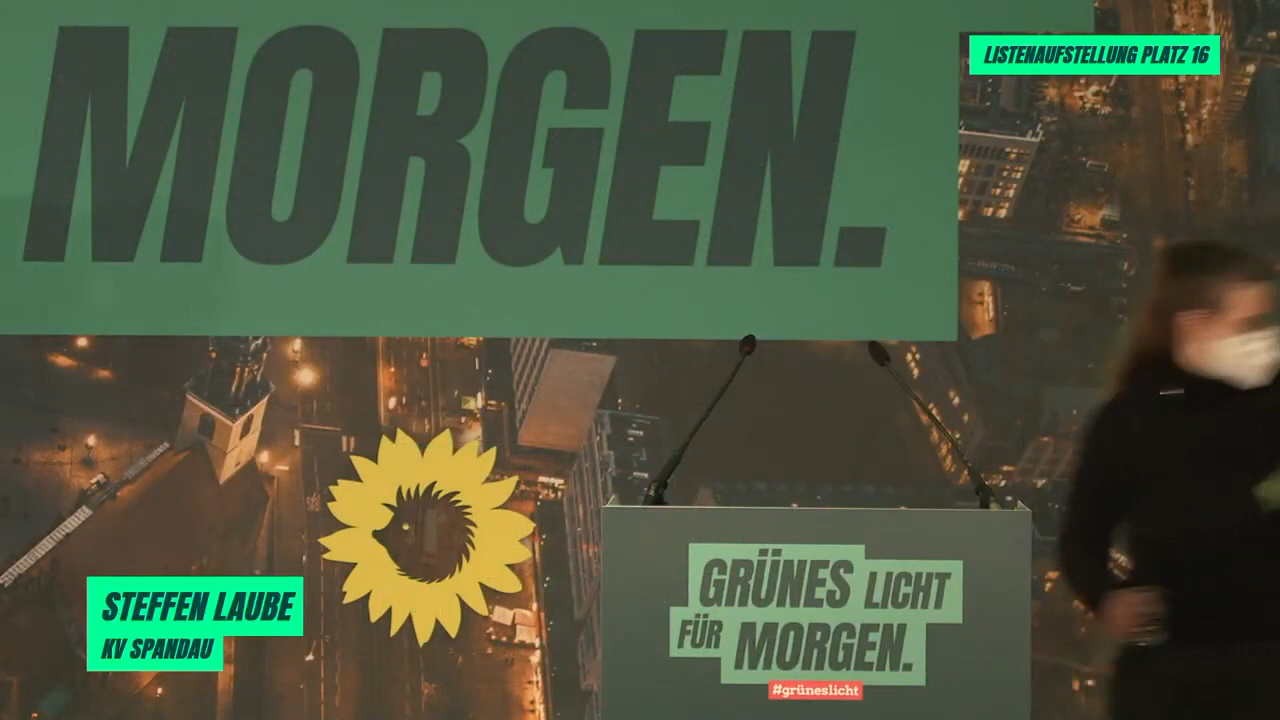 MORGEN.
LISTENAUFSTELLUNG PLATZ 16
STEFFEN LAUBE
KV SPANDAU
GRÜNES LICHT
FÜR MORGEN.
#grüneslicht